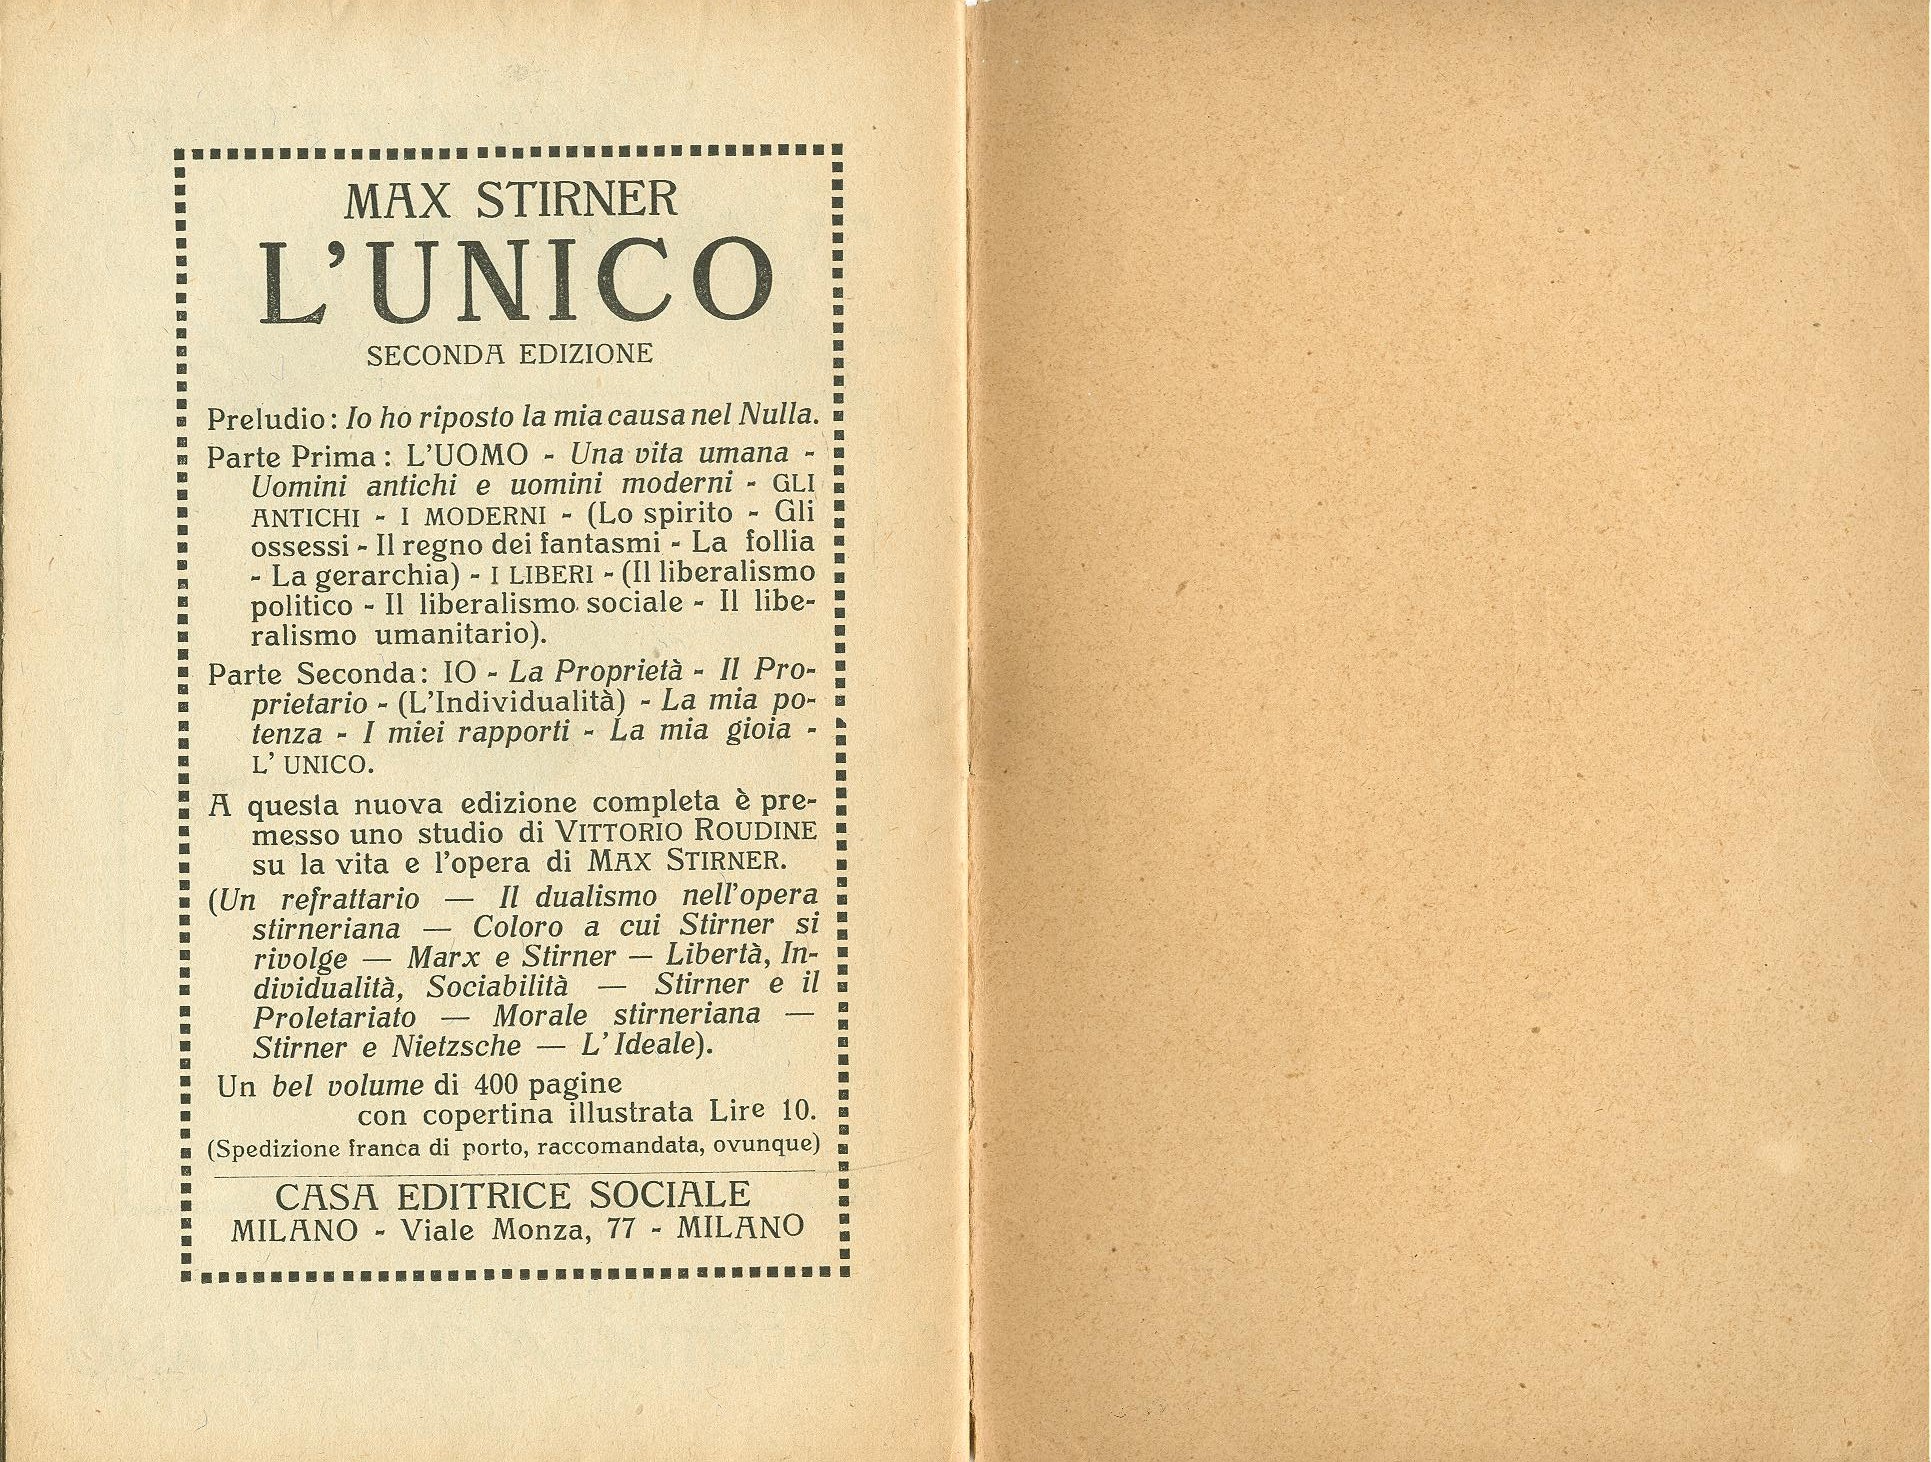 MAX STIRNER
L'UNICO
SECONDA EDIZIONE
Preludio: Io ho riposto la mia causa nel Nulla.
Parte Prima: L'UOMO - Una vita umana -
Uomini antichi e uomini moderni - GLI
ANTICHI - I MODERNI - (Lo spirito - Gli
ossessi - Il regno dei fantasmi - La follia
- La gerarchia) - I LIBERI - (Il liberalismo
politico - Il liberalismo sociale - Il libe-
ralismo umanitario).
Parte Seconda: IO - La Proprietà - Il Pro-
prietario - (L'Individualità) - La mia po-
tenza - I miei rapporti - La mia gioia -
L' UNICO.
A questa nuova edizione completa è pre-
messo uno studio di VITTORIO ROUDINE
su la vita e l'opera di MAX STIRNER.
(Un refrattario — Il dualismo nell'opera
stirneriana — Coloro a cui Stirner si
rivolge — Marx e Stirner — Libertà, In-
dividualità, Sociabilità — Stirner e il
Proletariato — Morale stirneriana —
Stirner e Nietzsche — L' Ideale).
Un bel volume di 400 pagine
con copertina illustrata Lire 10.
(Spedizione franca di porto, raccomandata, ovunque)
CASA EDITRICE SOCIALE
MILANO - Viale Monza, 77 - MILANO